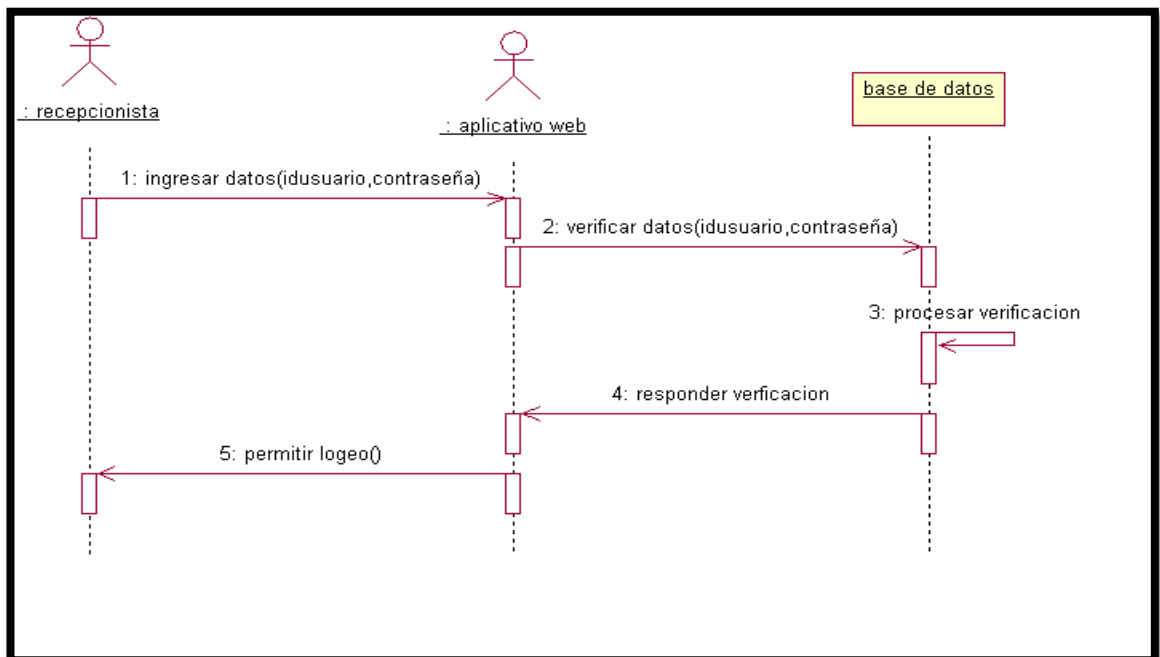 : recepcionista
: aplicativo web
base de datos
1: ingresar datos(idusuario,contraseña)
2: verificar datos(idusuario,contraseña)
3: procesar verificacion
4: responder verficacion
5: permitir logeo()